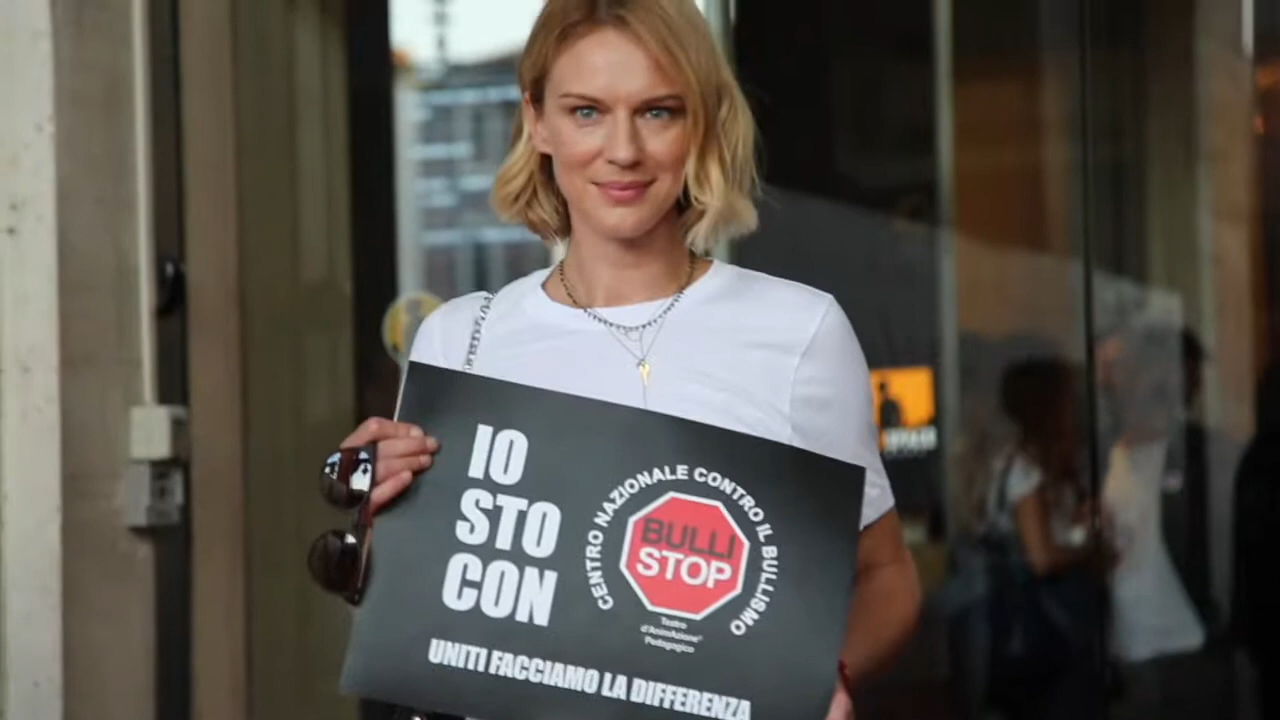 IO
STO
CON
CENTRO NAZIONALE CONTRO IL BULLISMO
BULLI
STOP
Teatro
d'AnimAzione
Pedagogico
UNITI FACCIAMO LA DIFFERENZA